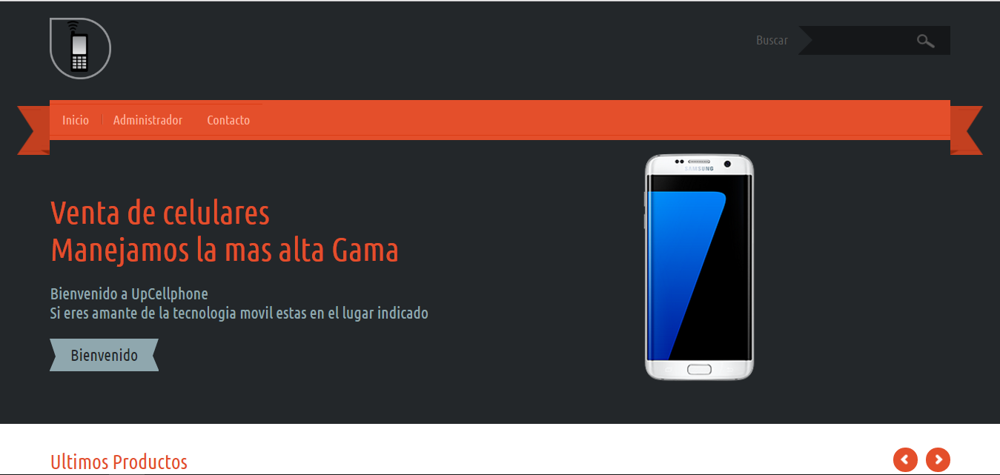 Buscar
Inicio Administrador Contacto
SAMSUNG
Venta de celulares
Manejamos la mas alta Gama
Bienvenido a UpCellphone
Si eres amante de la tecnologia movil estas en el lugar indicado
Bienvenido
Ultimos Productos